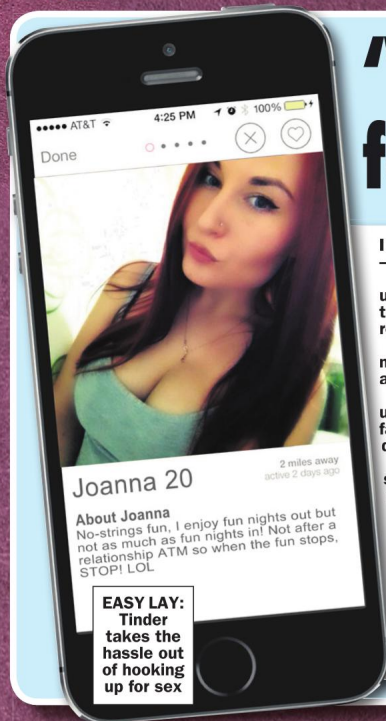 AT&T
4:25 PM
100%
Done
Joanna 20
2 miles away
active 2 days ago
About Joanna
No-strings fun, I enjoy fun nights out but
not as much as fun nights in! Not after a
relationship ATM so when the fun stops,
STOP! LOL
EASY LAY:
Tinder
takes the
hassle out
of hooking
up for sex